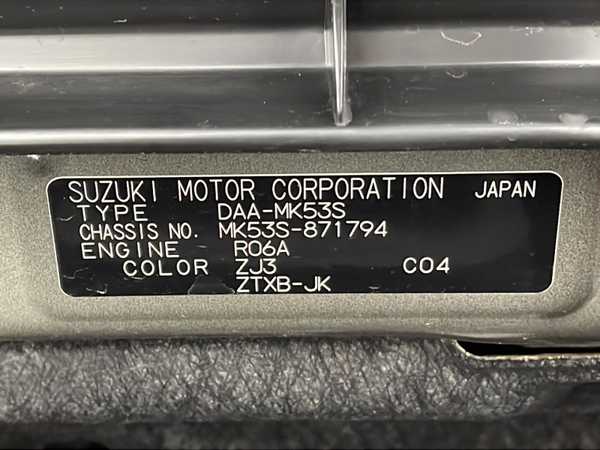 SUZUKI MOTOR CORPORATION JAPAN
TYPE DAA-MK53S
CHASSIS NO. MK53S-871794
ENGINE R06A
COLOR ZJ3 C04
ZTXB-JK